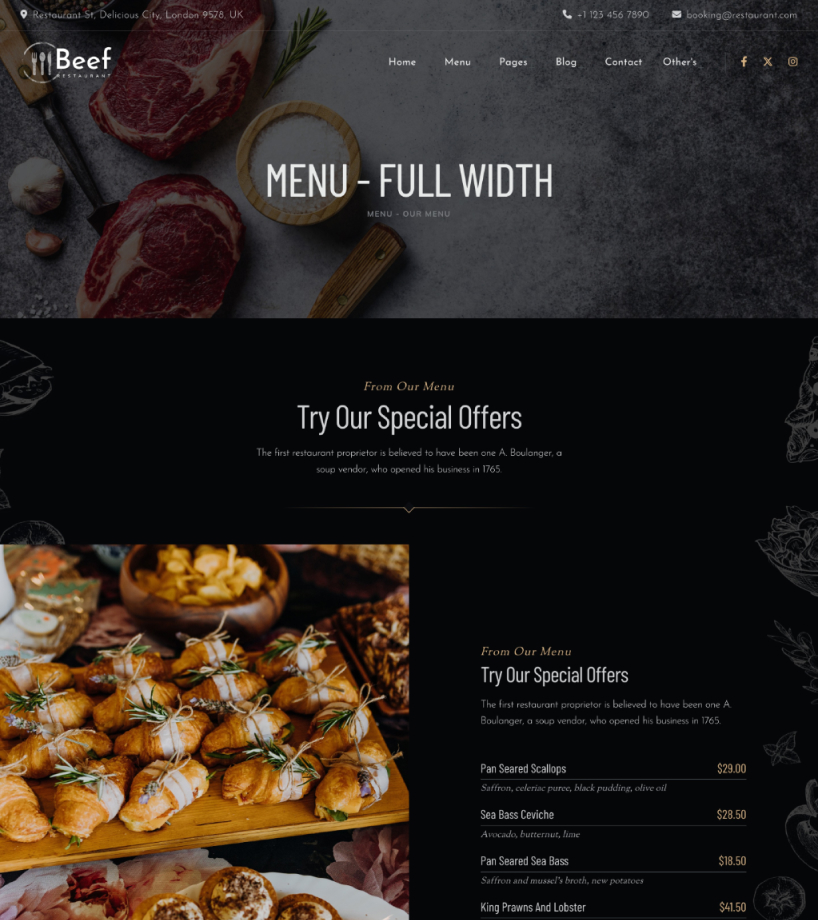 Restaurant St, Delicious City, London 9578, UK
+1 123 456 7890
booking@restaurant.com
Beef
RESTAURANT
Home
Menu
Pages
Blog
Contact
Other's
MENU - FULL WIDTH
MENU - OUR MENU
From Our Menu
Try Our Special Offers
The first restaurant proprietor is believed to have been one A. Boulanger, a
soup vendor, who opened his business in 1765.
From Our Menu
Try Our Special Offers
The first restaurant proprietor is believed to have been one A.
Boulanger, a soup vendor, who opened his business in 1765.
Pan Seared Scallops $29.00
Saffron, celeriac puree, black pudding, olive oil
Sea Bass Ceviche $28.50
Avocado, butternut, lime
Pan Seared Sea Bass $18.50
Saffron and mussel's broth, new potatoes
King Prawns And Lobster $41.50